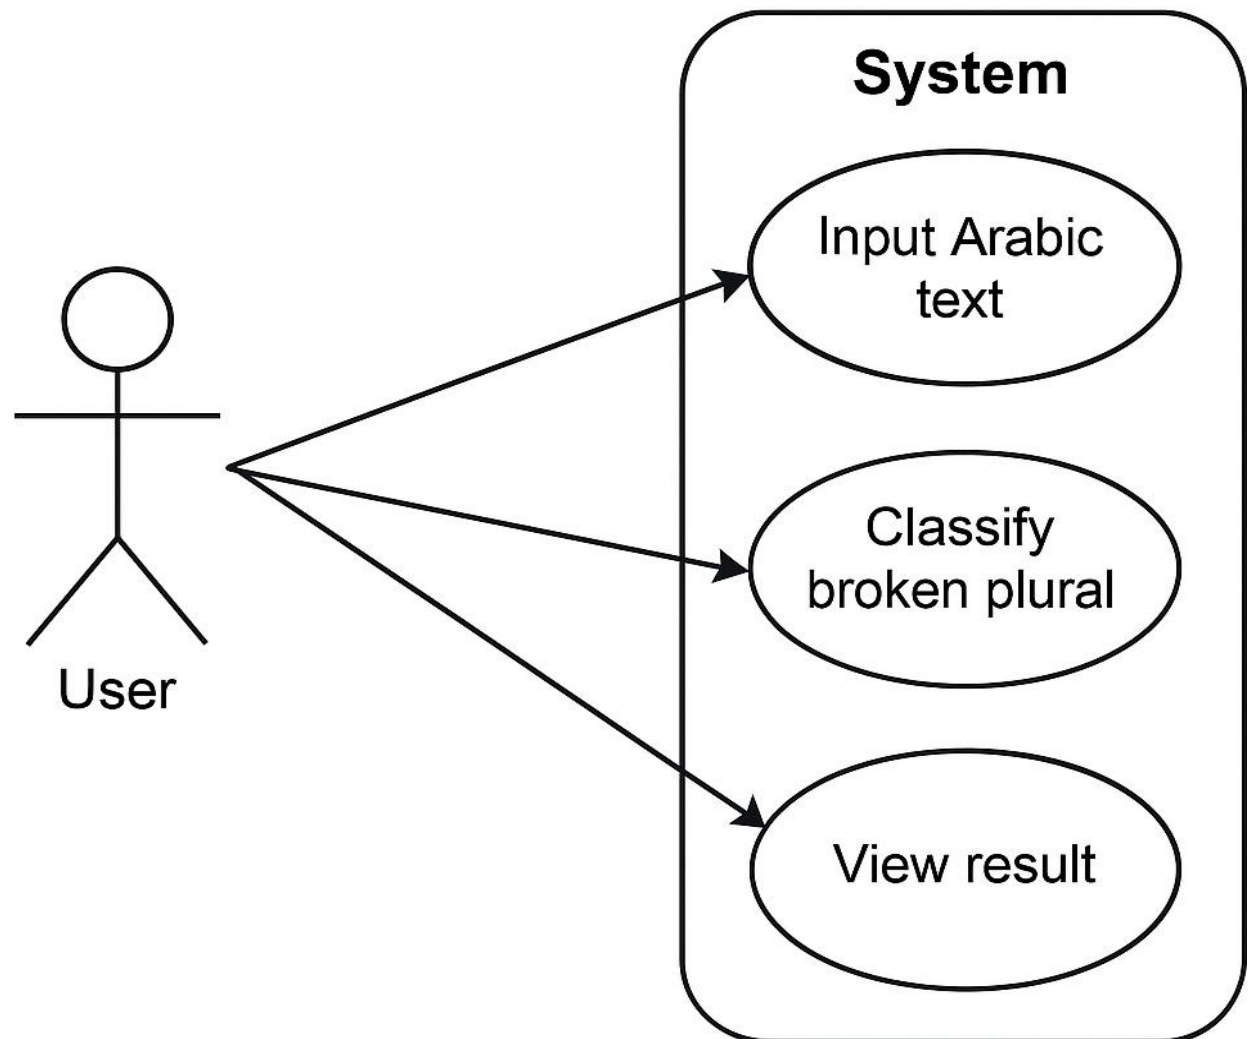 System
Input Arabic
text
Classify
broken plural
View result
User